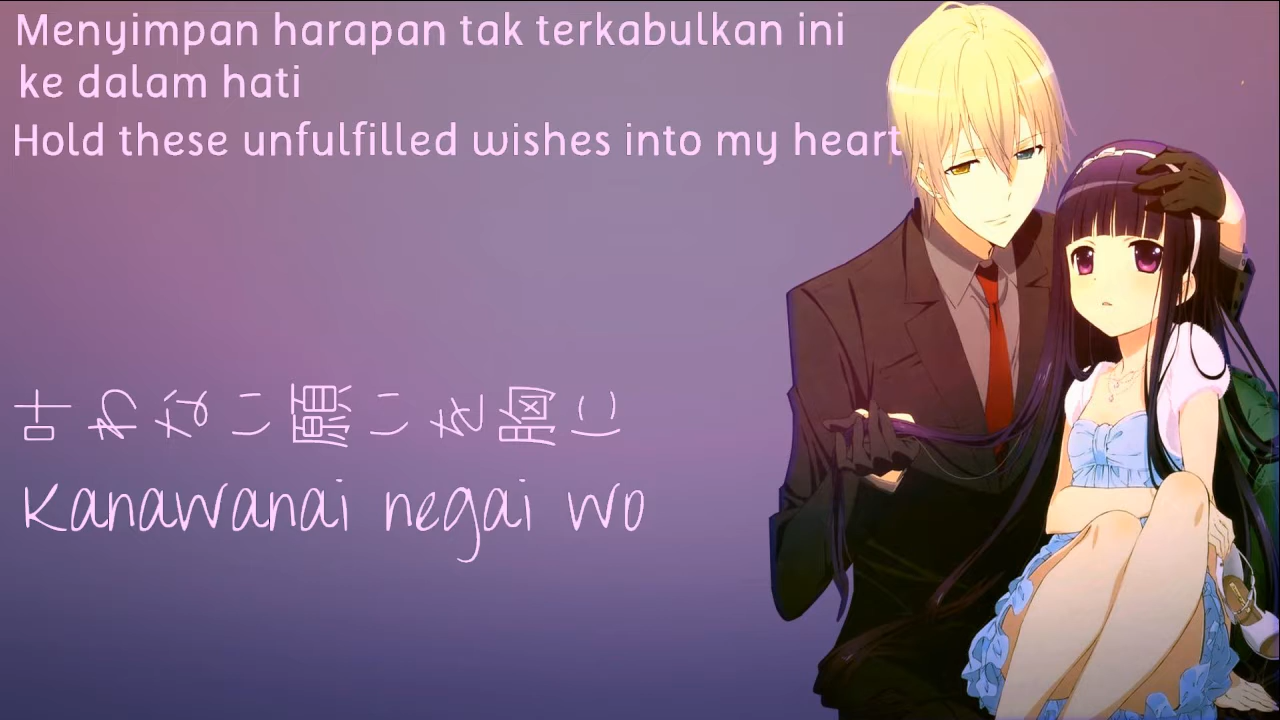 Menyimpan harapan tak terkabulkan ini
ke dalam hati
Hold these unfulfilled wishes into my heart
叶わない願いを胸に
Kanawanai negai wo